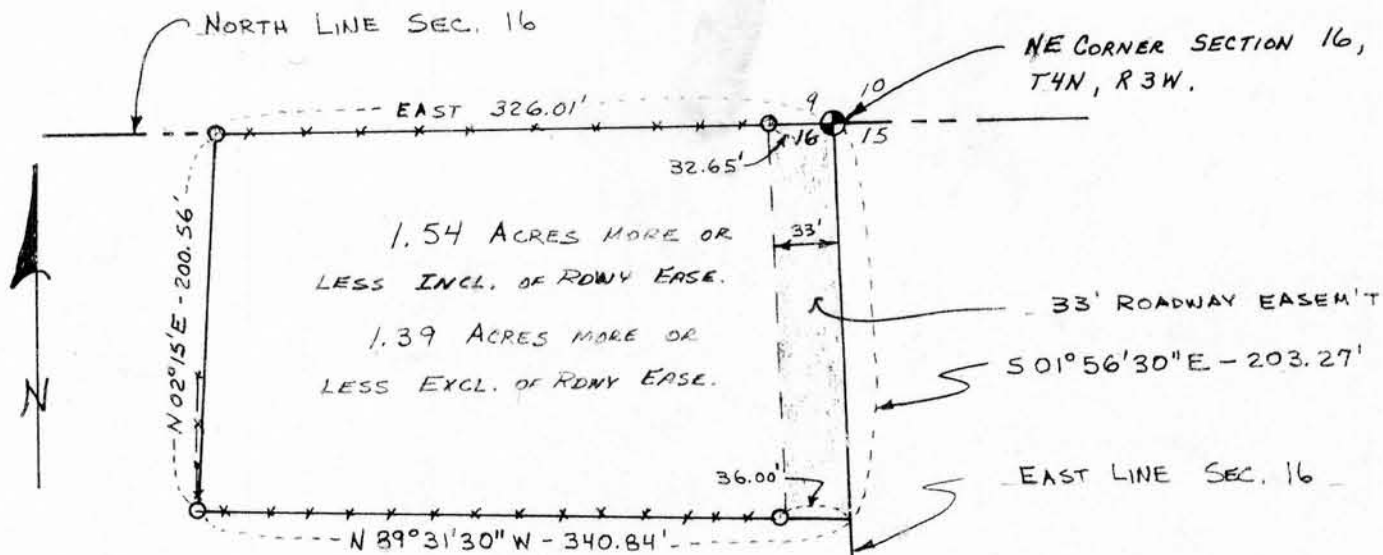 NORTH LINE SEC. 16
NE CORNER SECTION 16,
T4N, R3W.
EAST 326.01'
9 10
16 15
32.65'
N 02°15'E - 200.56'
1.54 ACRES MORE OR
LESS INCL. OF RDWY EASE.
33'
1.39 ACRES MORE OR
LESS EXCL. OF RDWY EASE.
33' ROADWAY EASEM'T
S 01°56'30" E - 203.27'
N
36.00'
EAST LINE SEC. 16
N 89°31'30" W - 340.84'